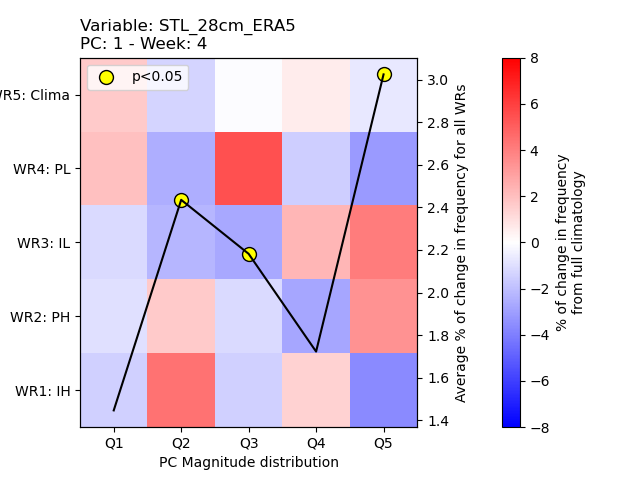 Variable: STL_28cm_ERA5
PC: 1 - Week: 4
p<0.05
WR5: Clima
WR4: PL
WR3: IL
WR2: PH
WR1: IH
Q1 Q2 Q3 Q4 Q5
PC Magnitude distribution
3.0
2.8
2.6
2.4
2.2
2.0
1.8
1.6
1.4
Average % of change in frequency for all WRs
8
6
4
2
0
−2
−4
−6
−8
% of change in frequency
from full climatology